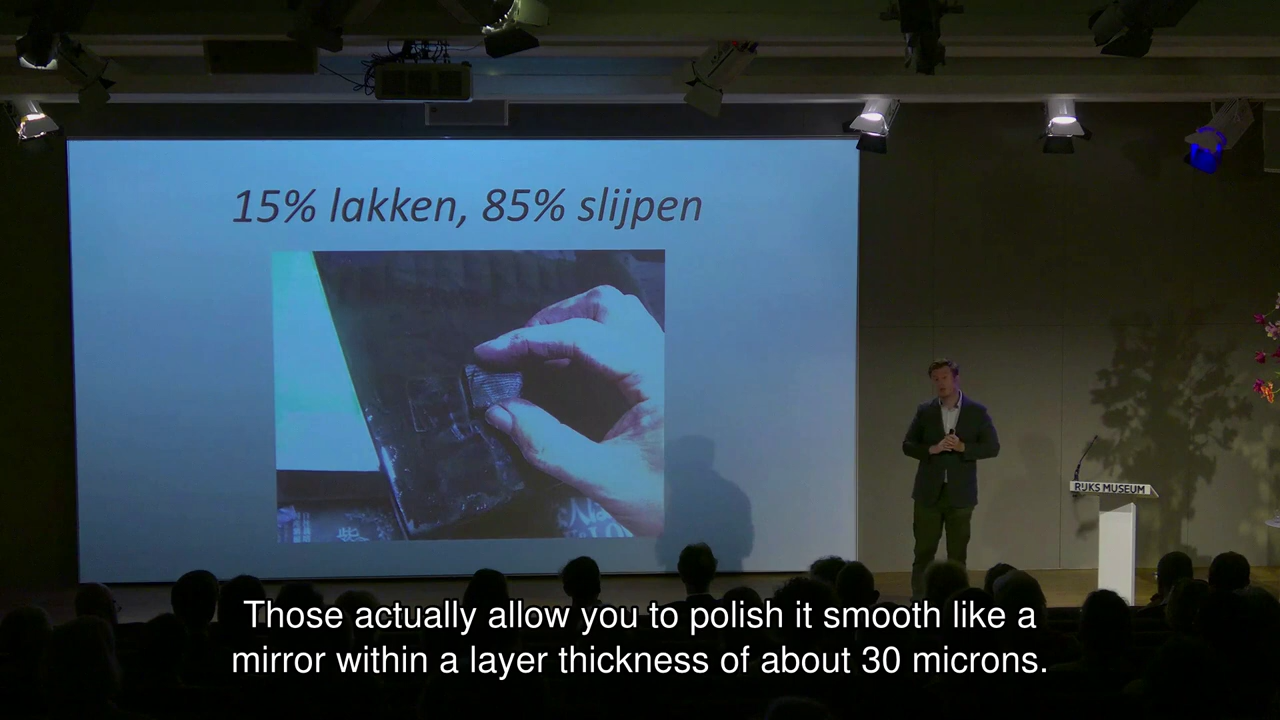 15% lakken, 85% slijpen
RIJKS MUSEUM
Those actually allow you to polish it smooth like a
mirror within a layer thickness of about 30 microns.